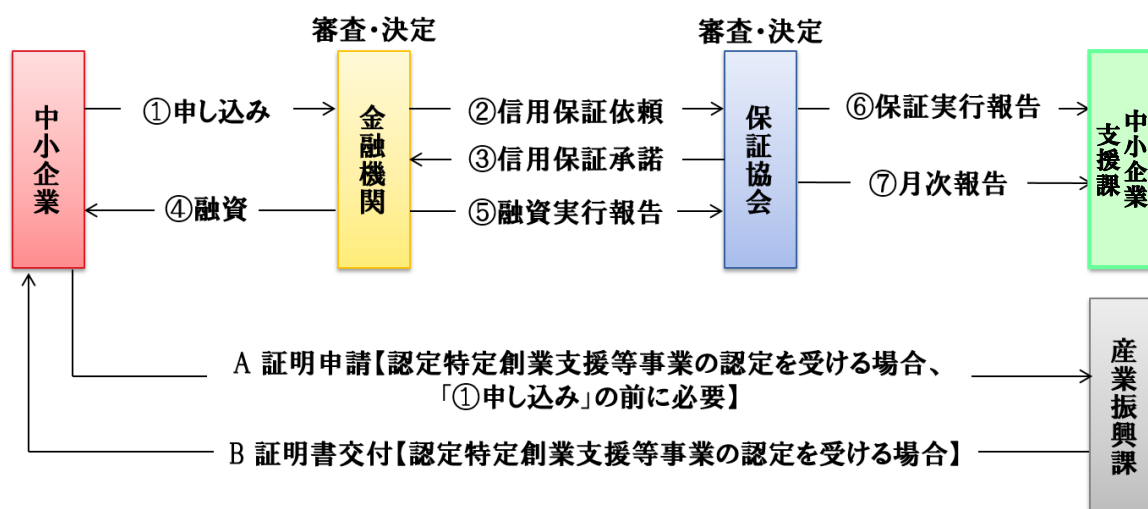 審査・決定
審査・決定
中小企業
①申し込み
金融機関
②信用保証依頼
③信用保証承諾
④融資
⑤融資実行報告
保証協会
⑥保証実行報告
⑦月次報告
中小企業
支援課
A 証明申請【認定特定創業支援等事業の認定を受ける場合、
「①申し込み」の前に必要】
B 証明書交付【認定特定創業支援等事業の認定を受ける場合】
産業振興課